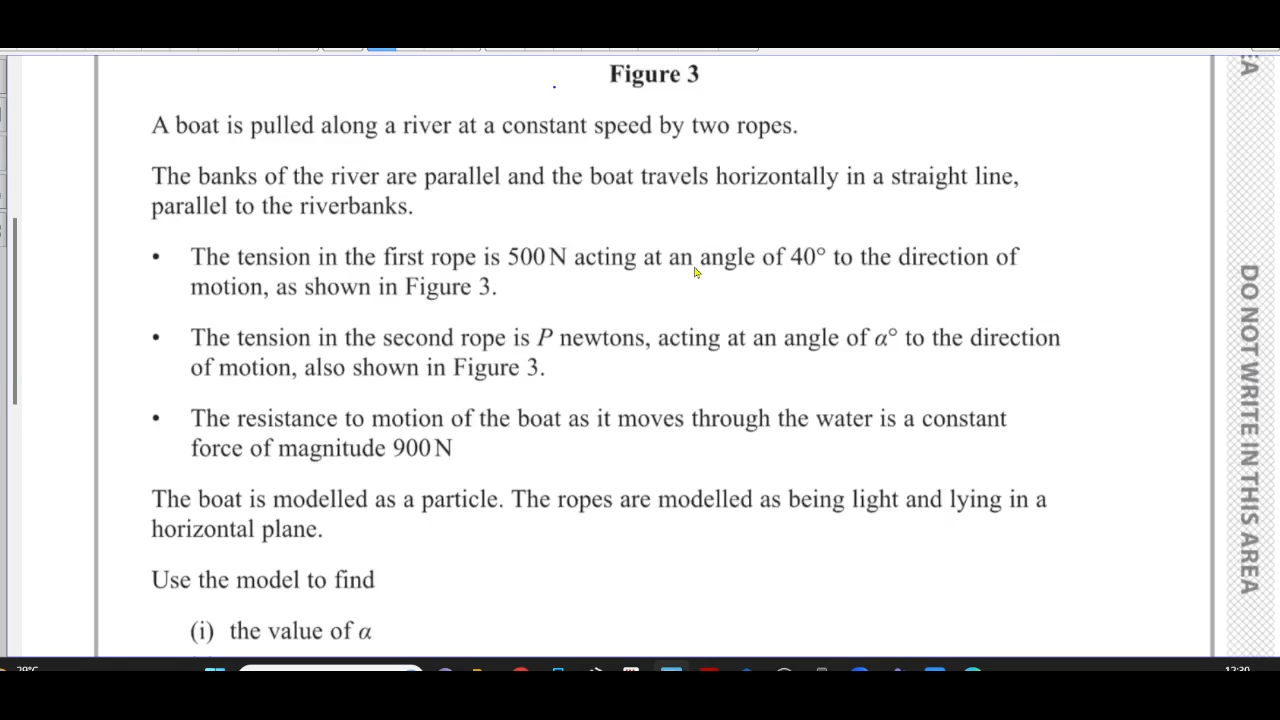 Figure 3
A boat is pulled along a river at a constant speed by two ropes.
The banks of the river are parallel and the boat travels horizontally in a straight line,
parallel to the riverbanks.
• The tension in the first rope is 500 N acting at an angle of 40° to the direction of
motion, as shown in Figure 3.
• The tension in the second rope is P newtons, acting at an angle of α° to the direction
of motion, also shown in Figure 3.
• The resistance to motion of the boat as it moves through the water is a constant
force of magnitude 900 N
The boat is modelled as a particle. The ropes are modelled as being light and lying in a
horizontal plane.
Use the model to find
(i) the value of α
DO NOT WRITE IN THIS AREA